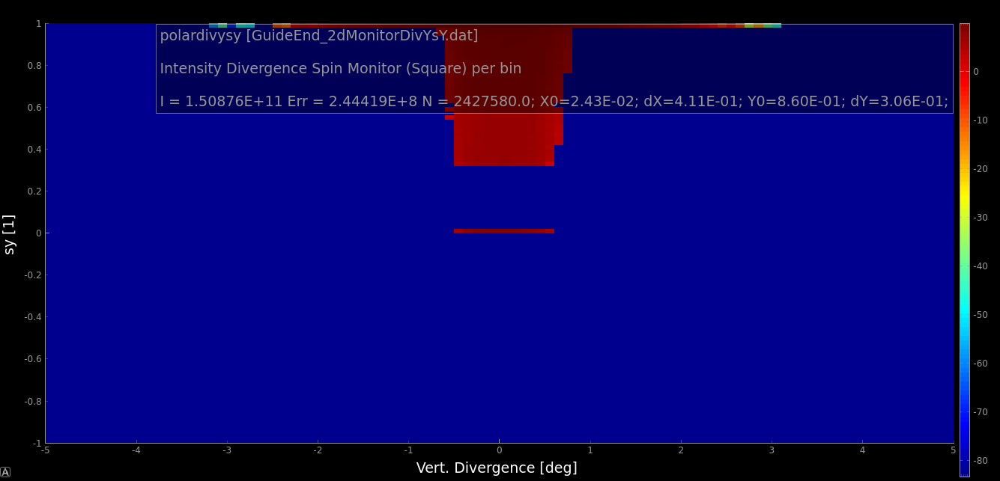 polardivysy [GuideEnd_2dMonitorDivYsY.dat]
Intensity Divergence Spin Monitor (Square) per bin
I = 1.50876E+11 Err = 2.44419E+8 N = 2427580.0; X0=2.43E-02; dX=4.11E-01; Y0=8.60E-01; dY=3.06E-01;
sy [1]
1
0.8
0.6
0.4
0.2
0
-0.2
-0.4
-0.6
-0.8
-1
-5 -4 -3 -2 -1 0 1 2 3 4 5
Vert. Divergence [deg]
0
-10
-20
-30
-40
-50
-60
-70
-80
A